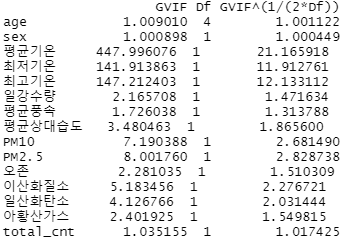 GVIF Df GVIF^(1/(2*Df))
age 1.009010 4 1.001122
sex 1.000898 1 1.000449
평균기온 447.996076 1 21.165918
최저기온 141.913863 1 11.912761
최고기온 147.212403 1 12.133112
일강수량 2.165708 1 1.471634
평균풍속 1.726038 1 1.313788
평균상대습도 3.480463 1 1.865600
PM10 7.190388 1 2.681490
PM2.5 8.001760 1 2.828738
오존 2.281035 1 1.510309
이산화질소 5.183456 1 2.276721
일산화탄소 4.126766 1 2.031444
아황산가스 2.401925 1 1.549815
total_cnt 1.035155 1 1.017425